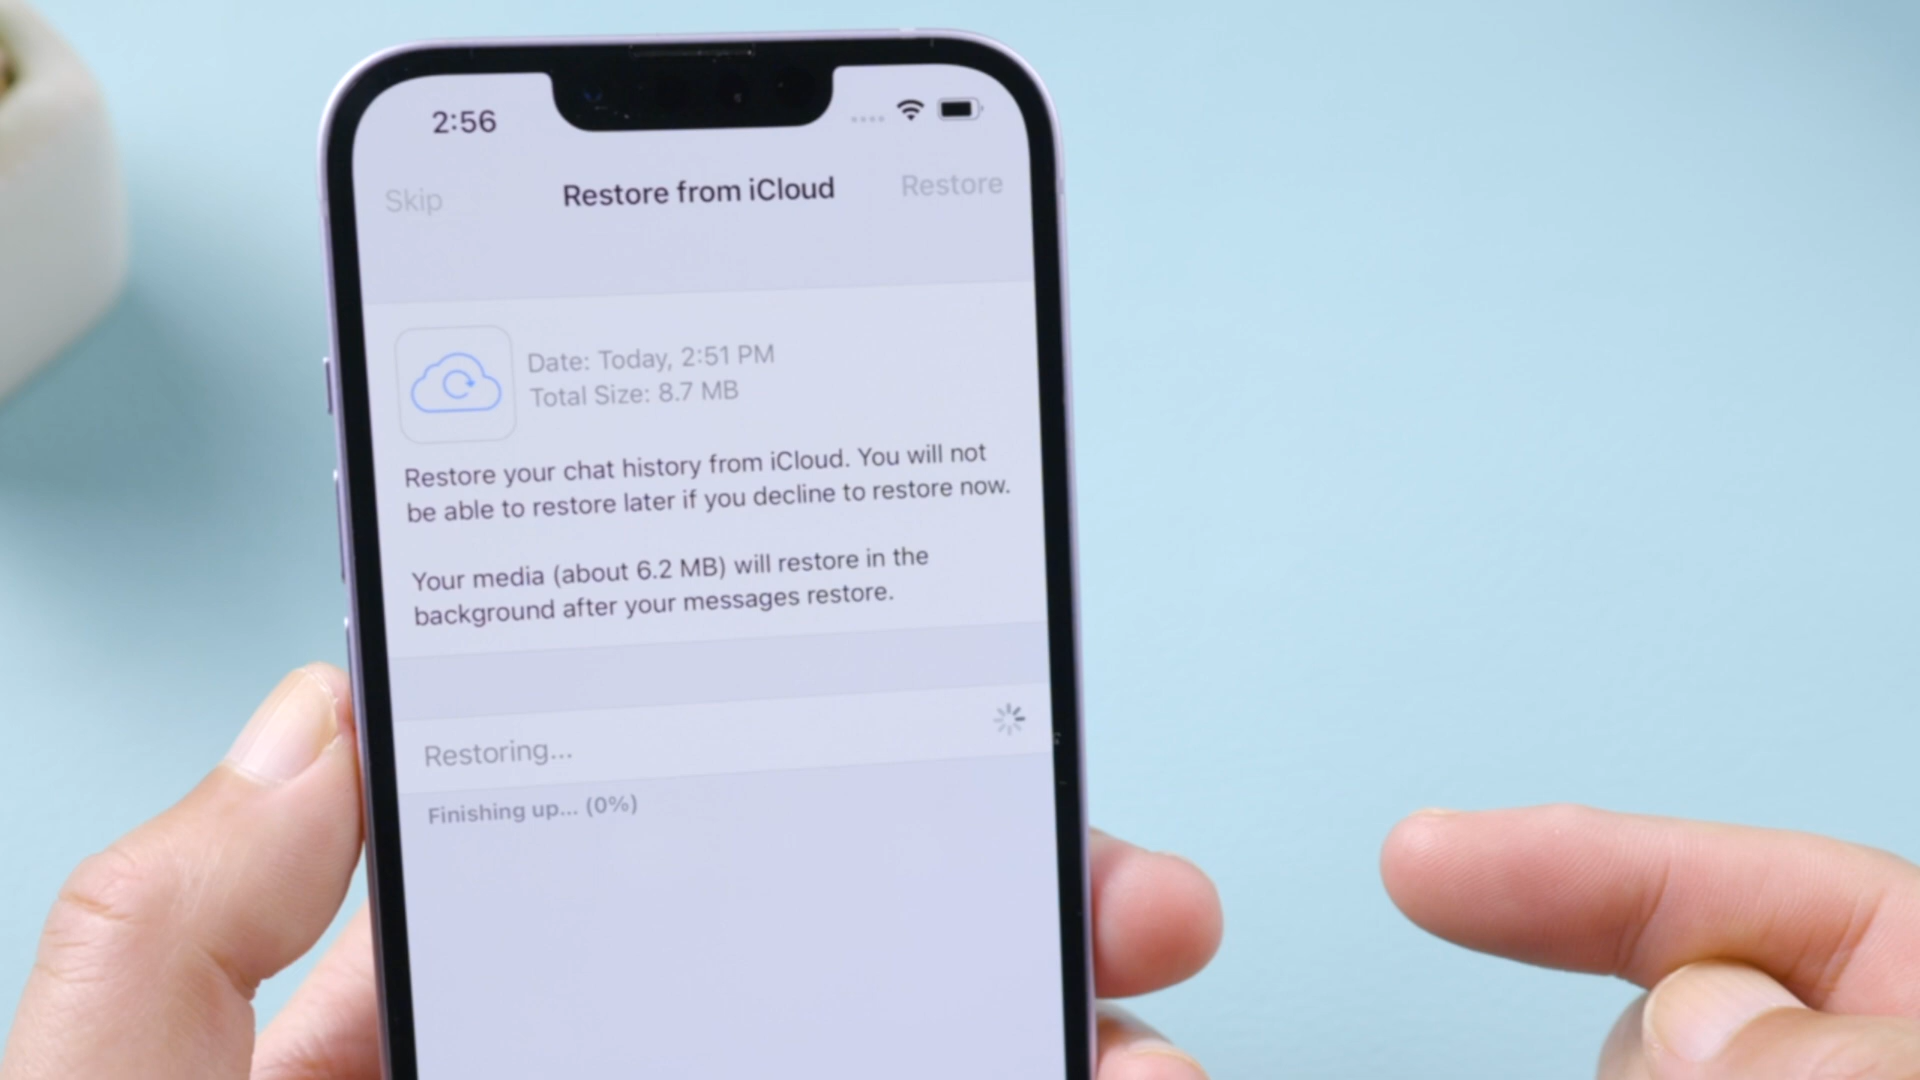 2:56
Skip Restore from iCloud Restore
Date: Today, 2:51 PM
Total Size: 8.7 MB
Restore your chat history from iCloud. You will not
be able to restore later if you decline to restore now.
Your media (about 6.2 MB) will restore in the
background after your messages restore.
Restoring...
Finishing up... (0%)